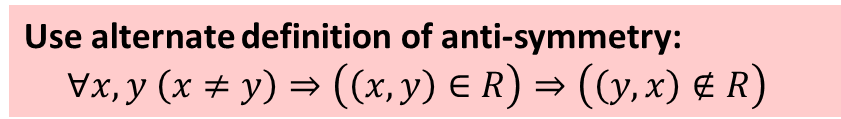 Use alternate definition of anti-symmetry:
∀x, y (x ≠ y) ⇒ ((x, y) ∈ R) ⇒ ((y, x) ∉ R)